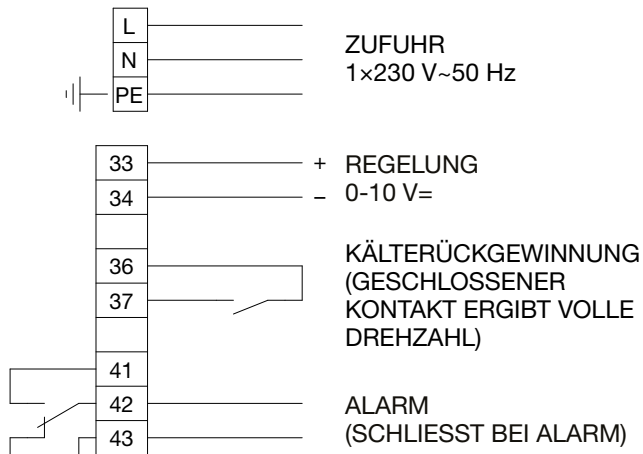 L
N
PE
ZUFUHR
1×230 V~50 Hz
33
34
+ REGELUNG
− 0-10 V=
36
37
KÄLTERÜCKGEWINNUNG
(GESCHLOSSENER
KONTAKT ERGIBT VOLLE
DREHZAHL)
41
42
43
ALARM
(SCHLIESST BEI ALARM)